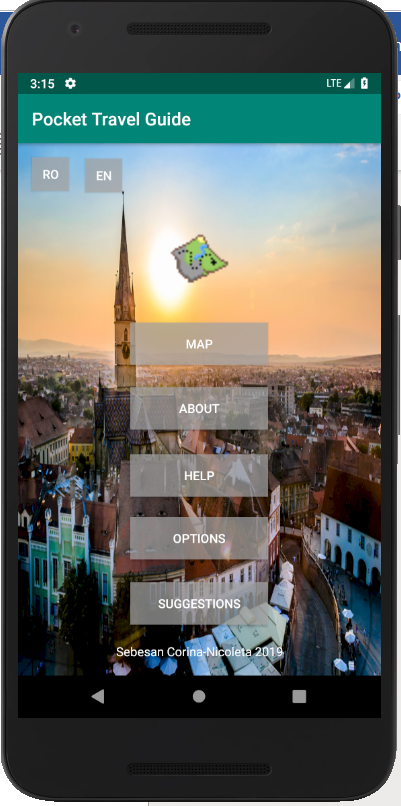 3:15 LTE
Pocket Travel Guide
RO EN
MAP
ABOUT
HELP
OPTIONS
SUGGESTIONS
Sebesan Corina-Nicoleta 2019